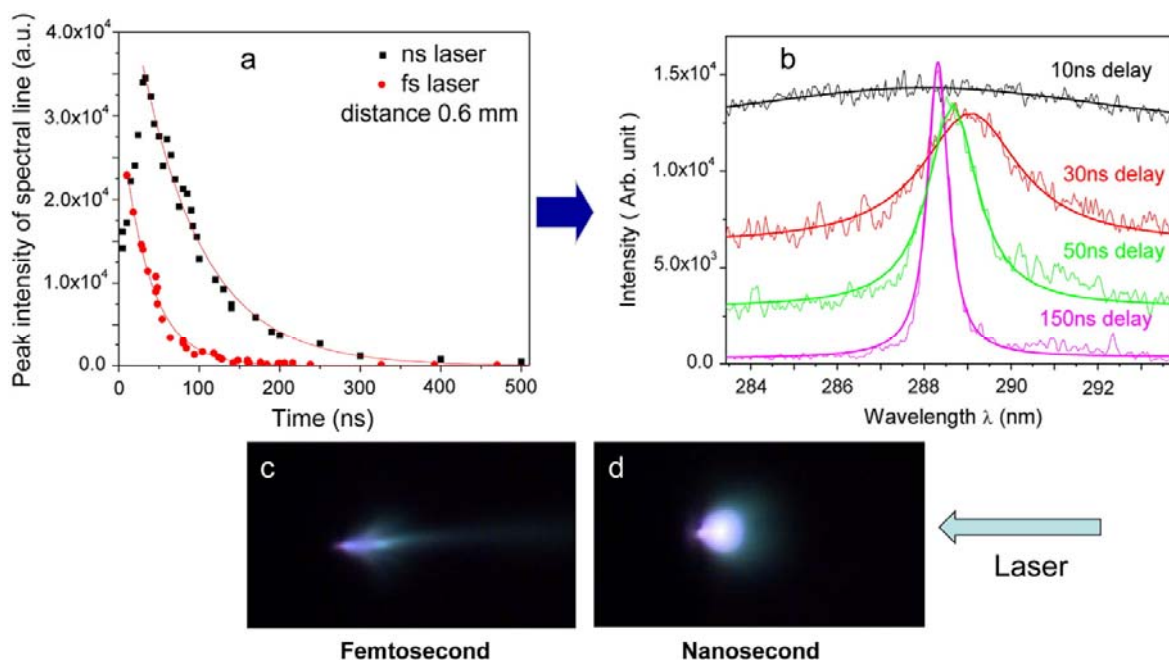 a
ns laser
fs laser
distance 0.6 mm
Peak intensity of spectral line (a.u.)
4.0x10⁴
3.0x10⁴
2.0x10⁴
1.0x10⁴
0.0
0 100 200 300 400 500
Time (ns)
b
10ns delay
30ns delay
50ns delay
150ns delay
Intensity ( Arb. unit )
1.5x10⁴
1.0x10⁴
5.0x10³
0.0
284 286 288 290 292
Wavelength λ (nm)
c
d
Laser
Femtosecond
Nanosecond